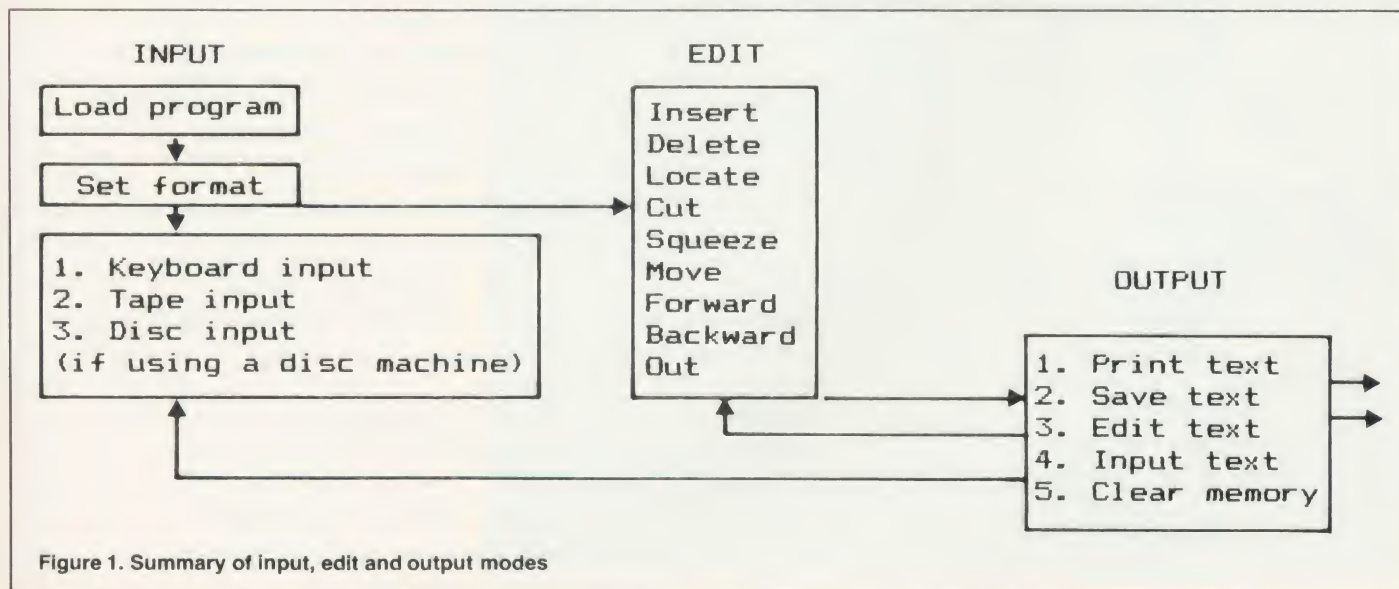 INPUT
Load program
Set format
1. Keyboard input
2. Tape input
3. Disc input
(if using a disc machine)
EDIT
Insert
Delete
Locate
Cut
Squeeze
Move
Forward
Backward
Out
OUTPUT
1. Print text
2. Save text
3. Edit text
4. Input text
5. Clear memory
Figure 1. Summary of input, edit and output modes